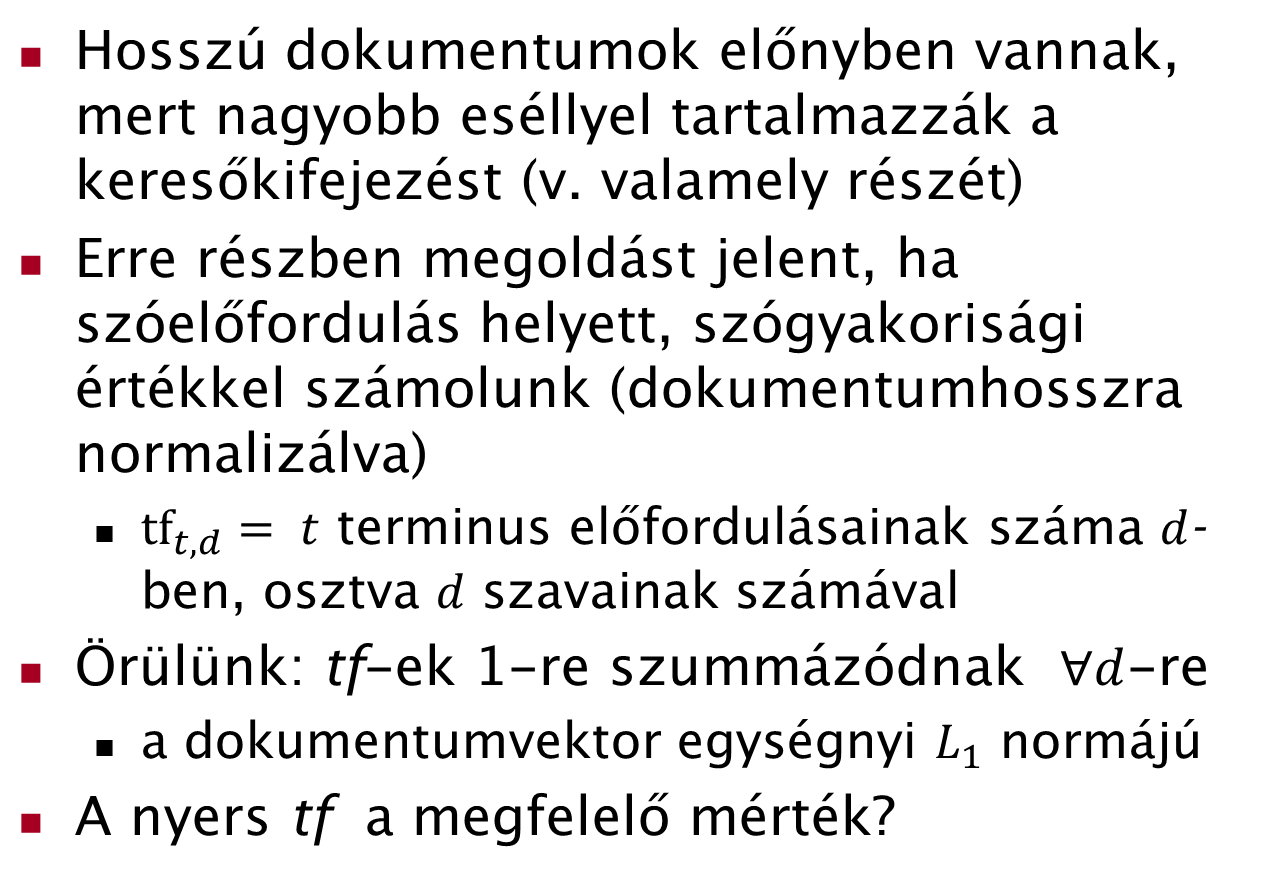 ▪ Hosszú dokumentumok előnyben vannak,
mert nagyobb eséllyel tartalmazzák a
keresőkifejezést (v. valamely részét)
▪ Erre részben megoldást jelent, ha
szóelőfordulás helyett, szógyakorisági
értékkel számolunk (dokumentumhosszra
normalizálva)
▪ tf_{t,d} = t terminus előfordulásainak száma d-
ben, osztva d szavainak számával
▪ Örülünk: tf-ek 1-re szummázódnak ∀d-re
▪ a dokumentumvektor egységnyi L₁ normájú
▪ A nyers tf a megfelelő mérték?